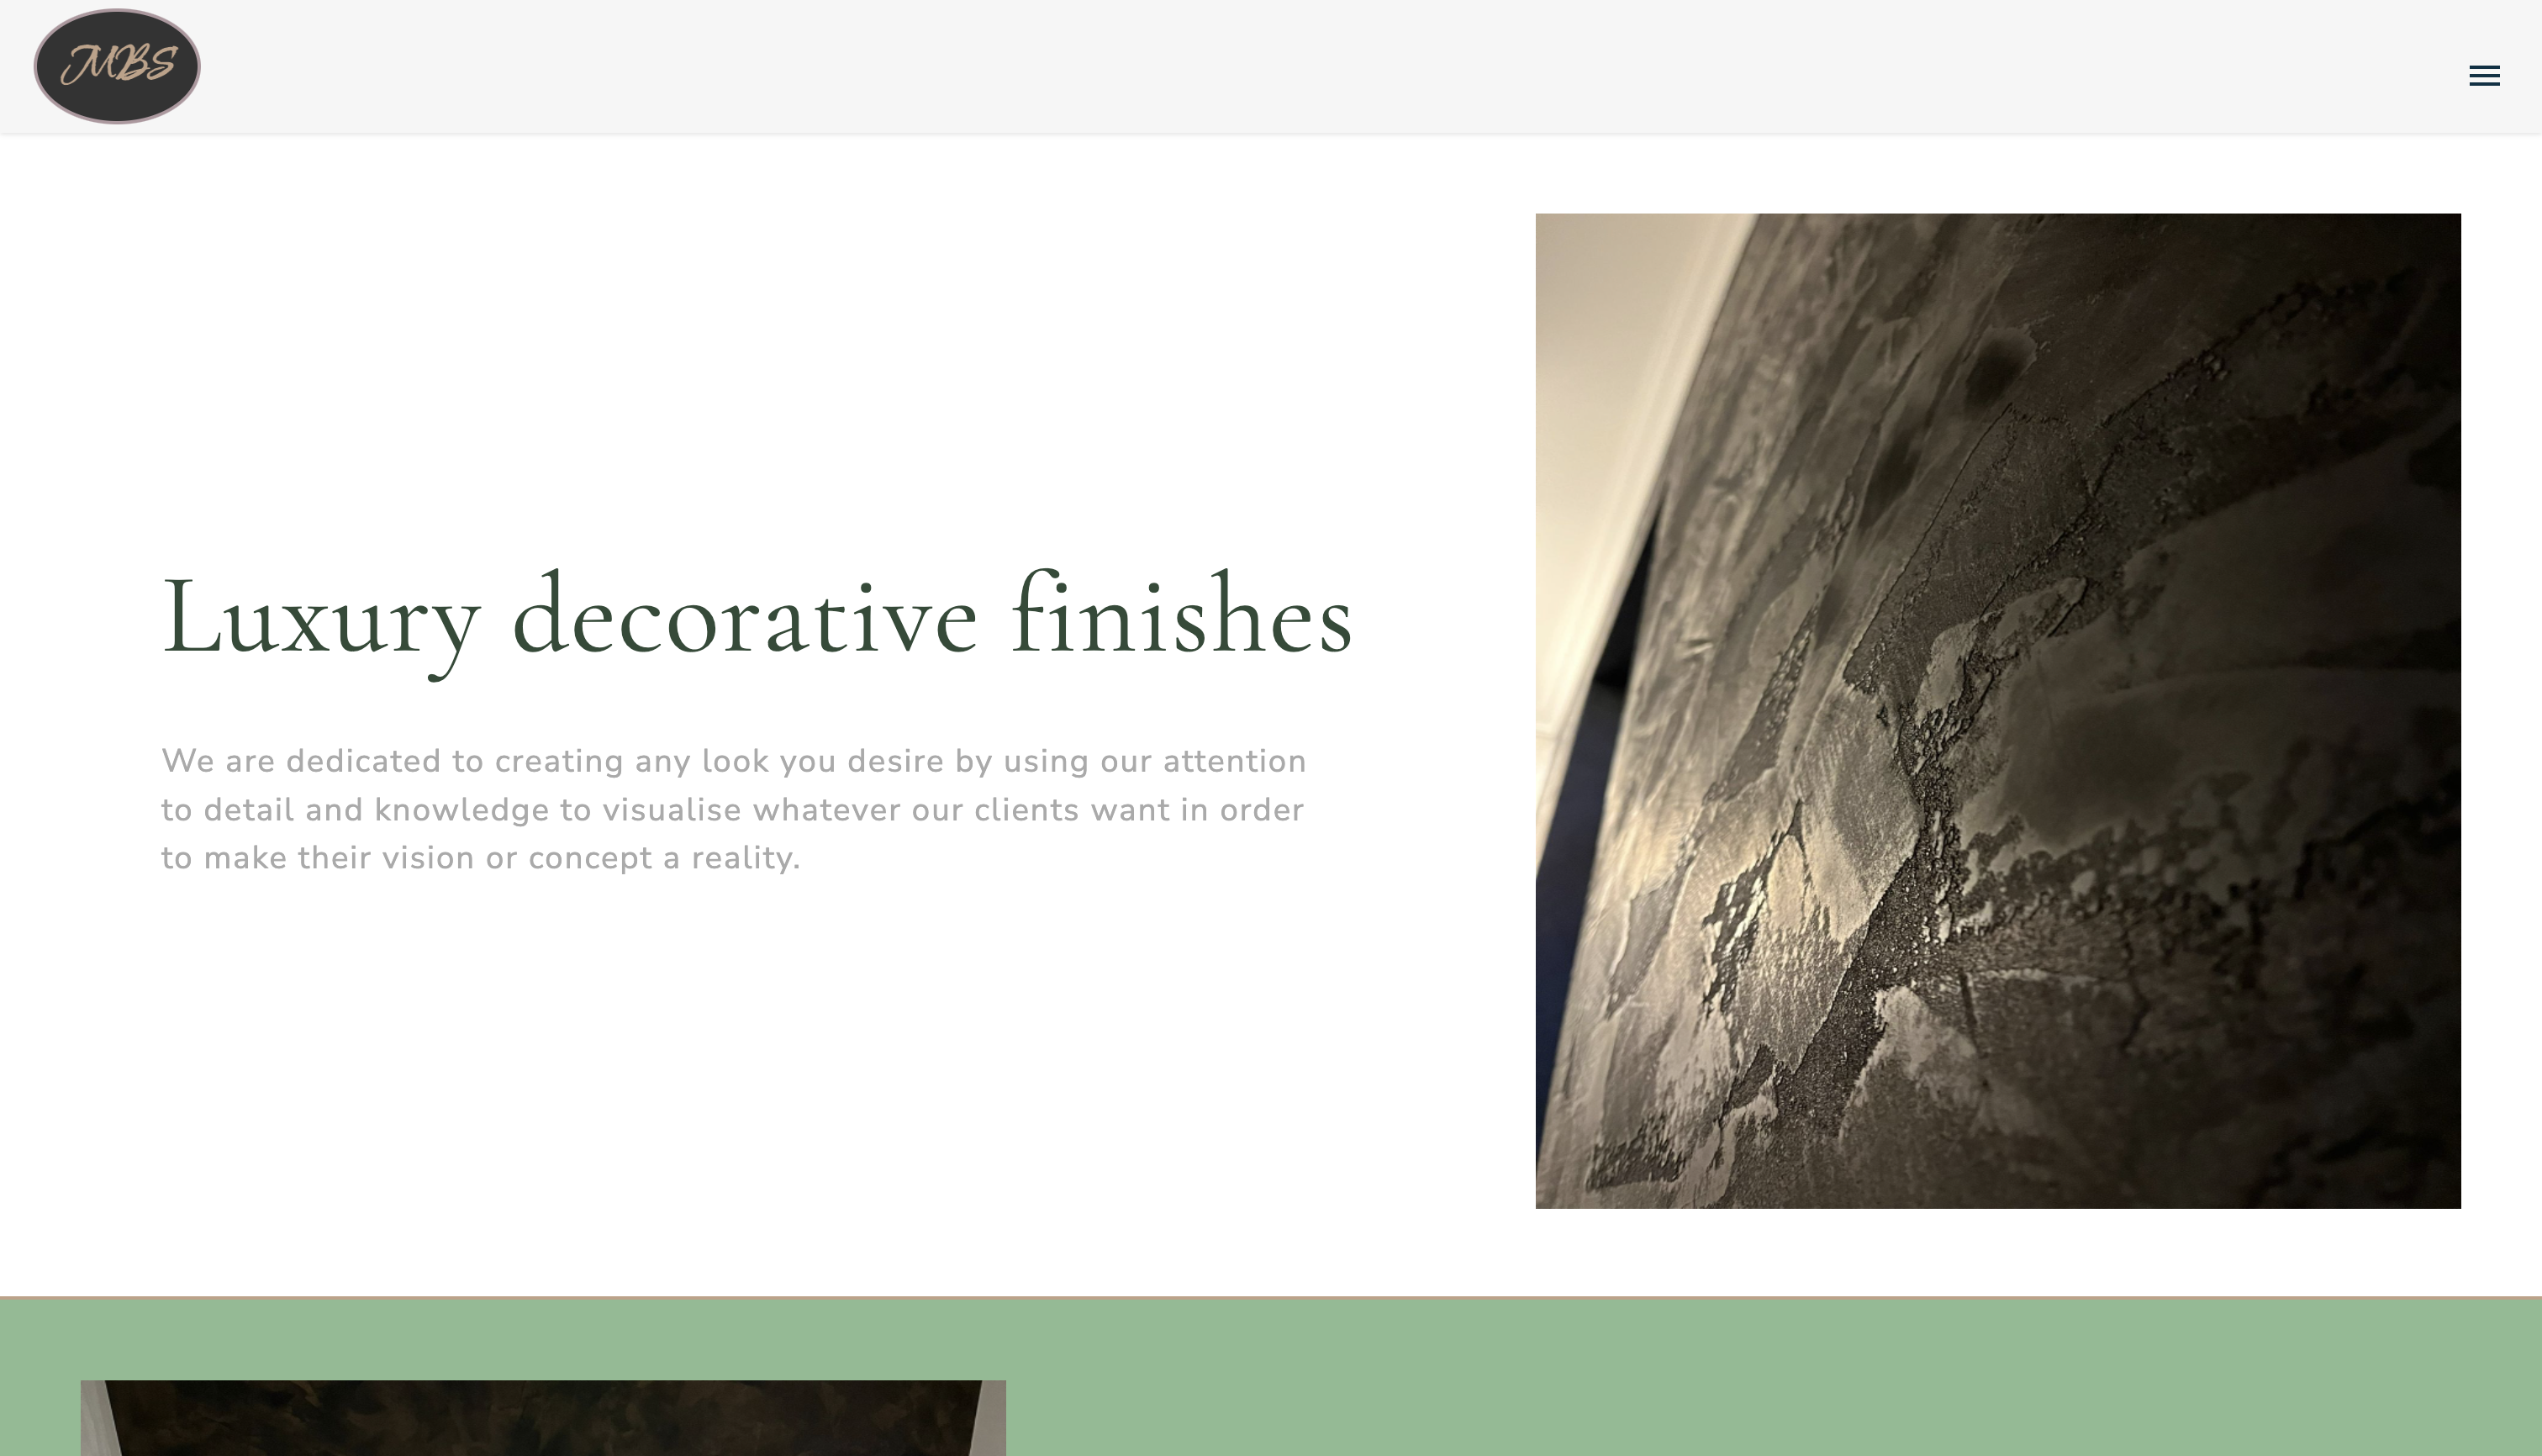 MBS
Luxury decorative finishes
We are dedicated to creating any look you desire by using our attention
to detail and knowledge to visualise whatever our clients want in order
to make their vision or concept a reality.